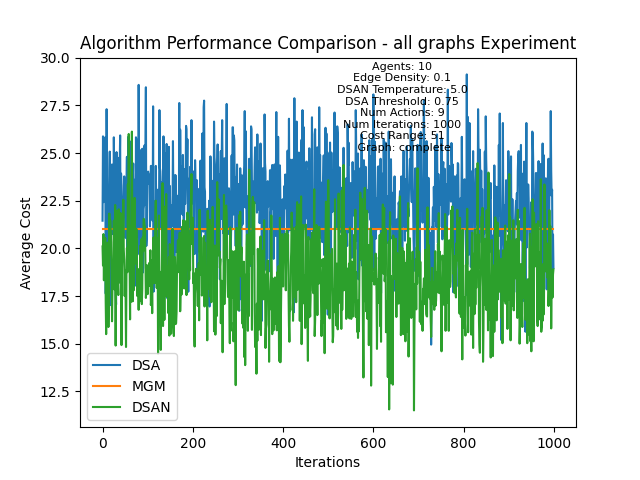 Algorithm Performance Comparison - all graphs Experiment
Agents: 10
Edge Density: 0.1
DSAN Temperature: 5.0
DSA Threshold: 0.75
Num Actions: 9
Num Iterations: 1000
Cost Range: 51
Graph: complete
Average Cost
30.0
27.5
25.0
22.5
20.0
17.5
15.0
12.5
DSA
MGM
DSAN
0
200
400
600
800
1000
Iterations